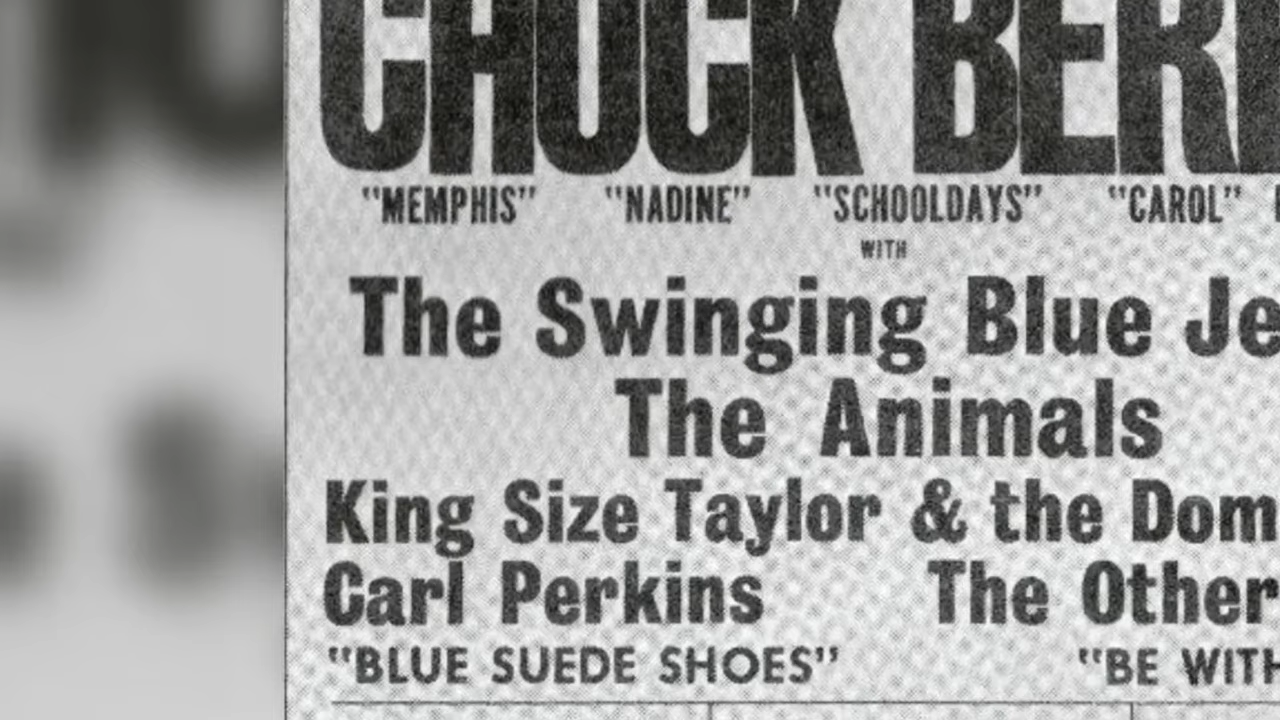 CHUCK BERR
"MEMPHIS" "NADINE" "SCHOOLDAYS" "CAROL"
WITH
The Swinging Blue Je
The Animals
King Size Taylor & the Dom
Carl Perkins The Other
"BLUE SUEDE SHOES" "BE WITH